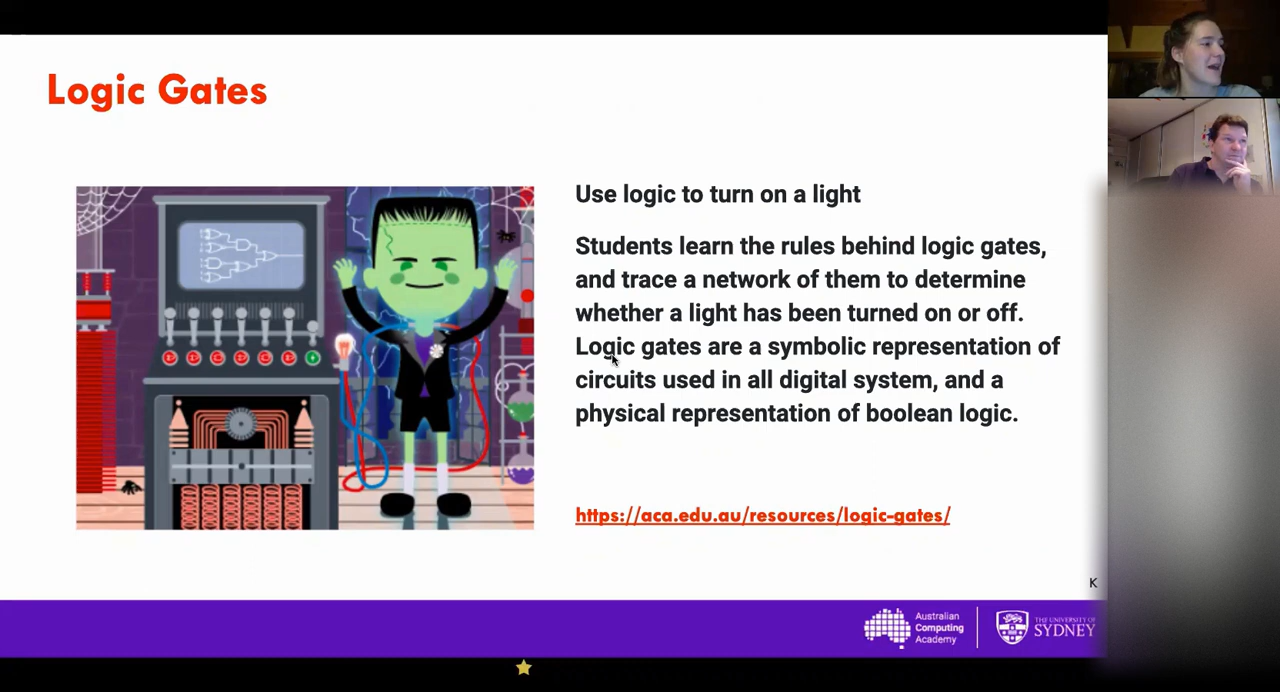 Logic Gates
Use logic to turn on a light
Students learn the rules behind logic gates,
and trace a network of them to determine
whether a light has been turned on or off.
Logic gates are a symbolic representation of
circuits used in all digital system, and a
physical representation of boolean logic.
https://aca.edu.au/resources/logic-gates/
K
Australian
Computing
Academy
THE UNIVERSITY OF
SYDNEY